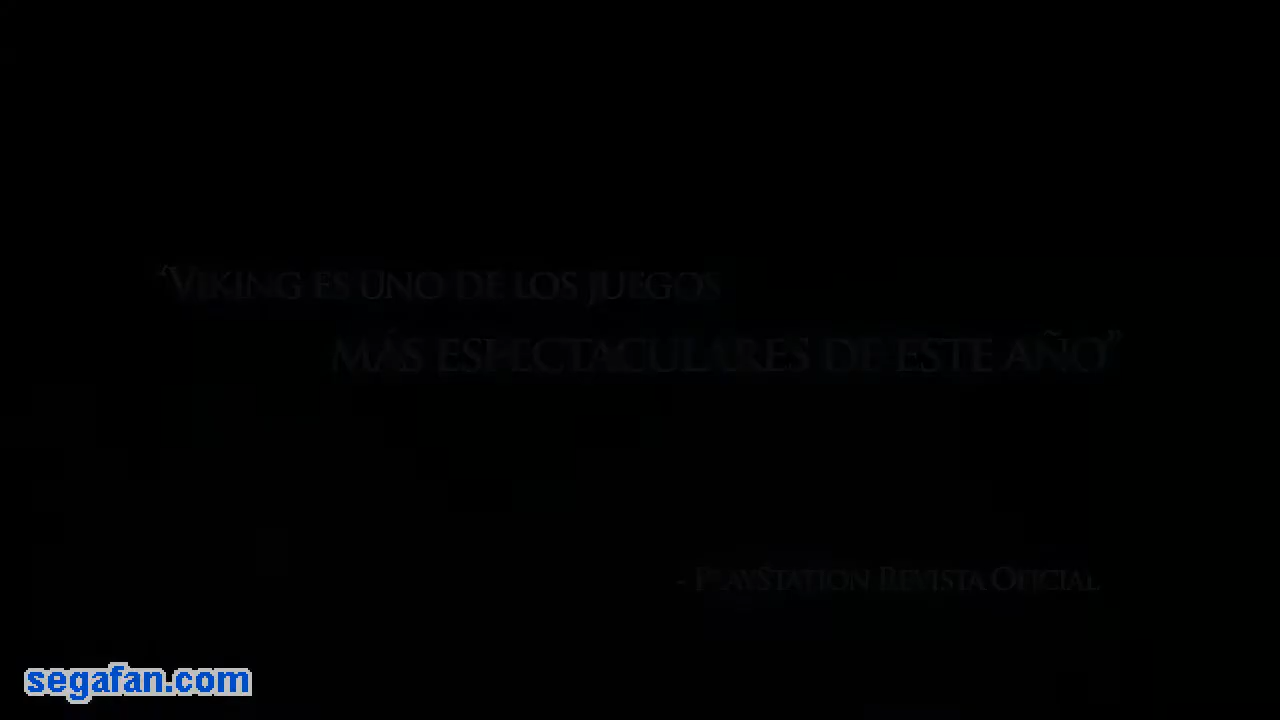 “Viking es uno de los juegos
más espectaculares de este año”
- PlayStation Revista Oficial
segafan.com